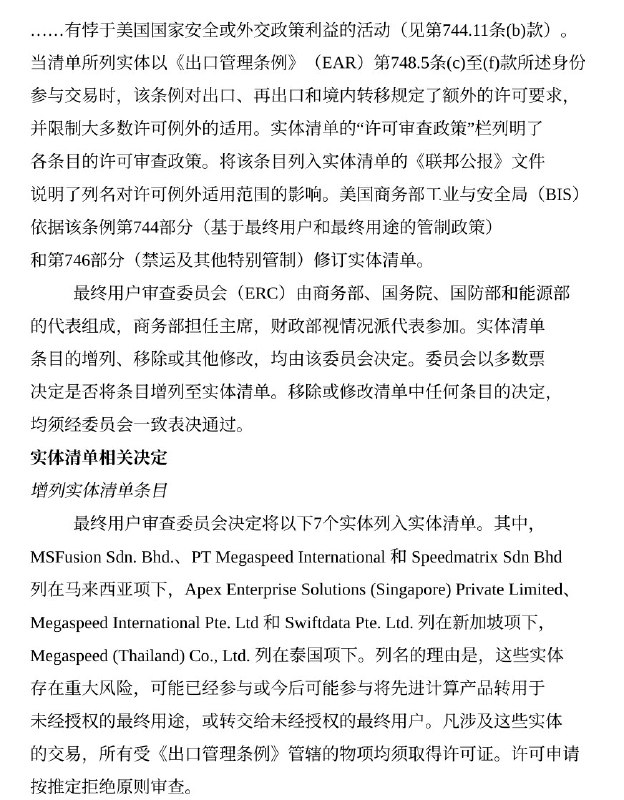 ……有悖于美国国家安全或外交政策利益的活动（见第744.11条(b)款）。
当清单所列实体以《出口管理条例》（EAR）第748.5条(c)至(f)款所述身份
参与交易时，该条例对出口、再出口和境内转移规定了额外的许可要求，
并限制大多数许可例外的适用。实体清单的“许可审查政策”栏列明了
各条目的许可审查政策。将该条目列入实体清单的《联邦公报》文件
说明了列名对许可例外适用范围的影响。美国商务部工业与安全局（BIS）
依据该条例第744部分（基于最终用户和最终用途的管制政策）
和第746部分（禁运及其他特别管制）修订实体清单。
最终用户审查委员会（ERC）由商务部、国务院、国防部和能源部
的代表组成，商务部担任主席，财政部视情况派代表参加。实体清单
条目的增列、移除或其他修改，均由该委员会决定。委员会以多数票
决定是否将条目增列至实体清单。移除或修改清单中任何条目的决定，
均须经委员会一致表决通过。
实体清单相关决定
增列实体清单条目
最终用户审查委员会决定将以下7个实体列入实体清单。其中，
MSFusion Sdn. Bhd.、PT Megaspeed International 和 Speedmatrix Sdn Bhd
列在马来西亚项下，Apex Enterprise Solutions (Singapore) Private Limited、
Megaspeed International Pte. Ltd 和 Swiftdata Pte. Ltd. 列在新加坡项下，
Megaspeed (Thailand) Co., Ltd. 列在泰国项下。列名的理由是，这些实体
存在重大风险，可能已经参与或今后可能参与将先进计算产品转用于
未经授权的最终用途，或转交给未经授权的最终用户。凡涉及这些实体
的交易，所有受《出口管理条例》管辖的物项均须取得许可证。许可申请
按推定拒绝原则审查。